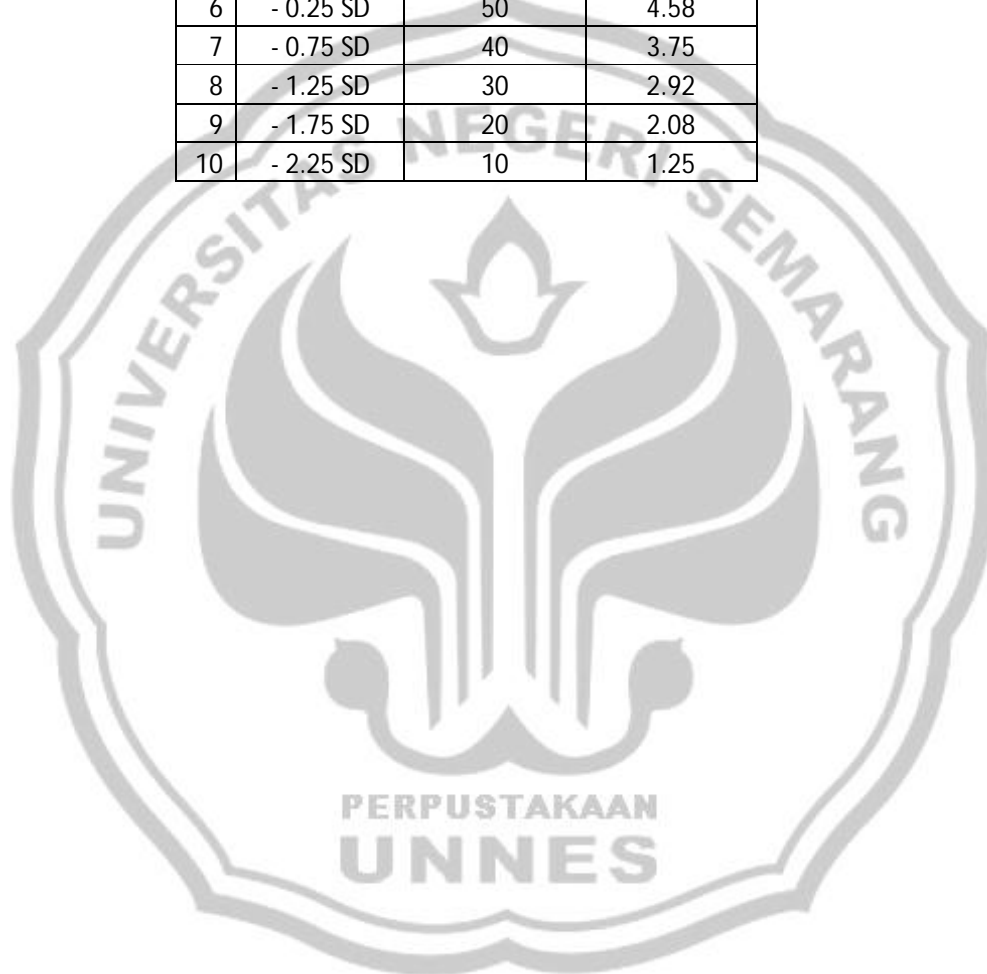 6 - 0.25 SD 50 4.58
7 - 0.75 SD 40 3.75
8 - 1.25 SD 30 2.92
9 - 1.75 SD 20 2.08
10 - 2.25 SD 10 1.25
UNIVERSITAS NEGERI SEMARANG
PERPUSTAKAAN
UNNES